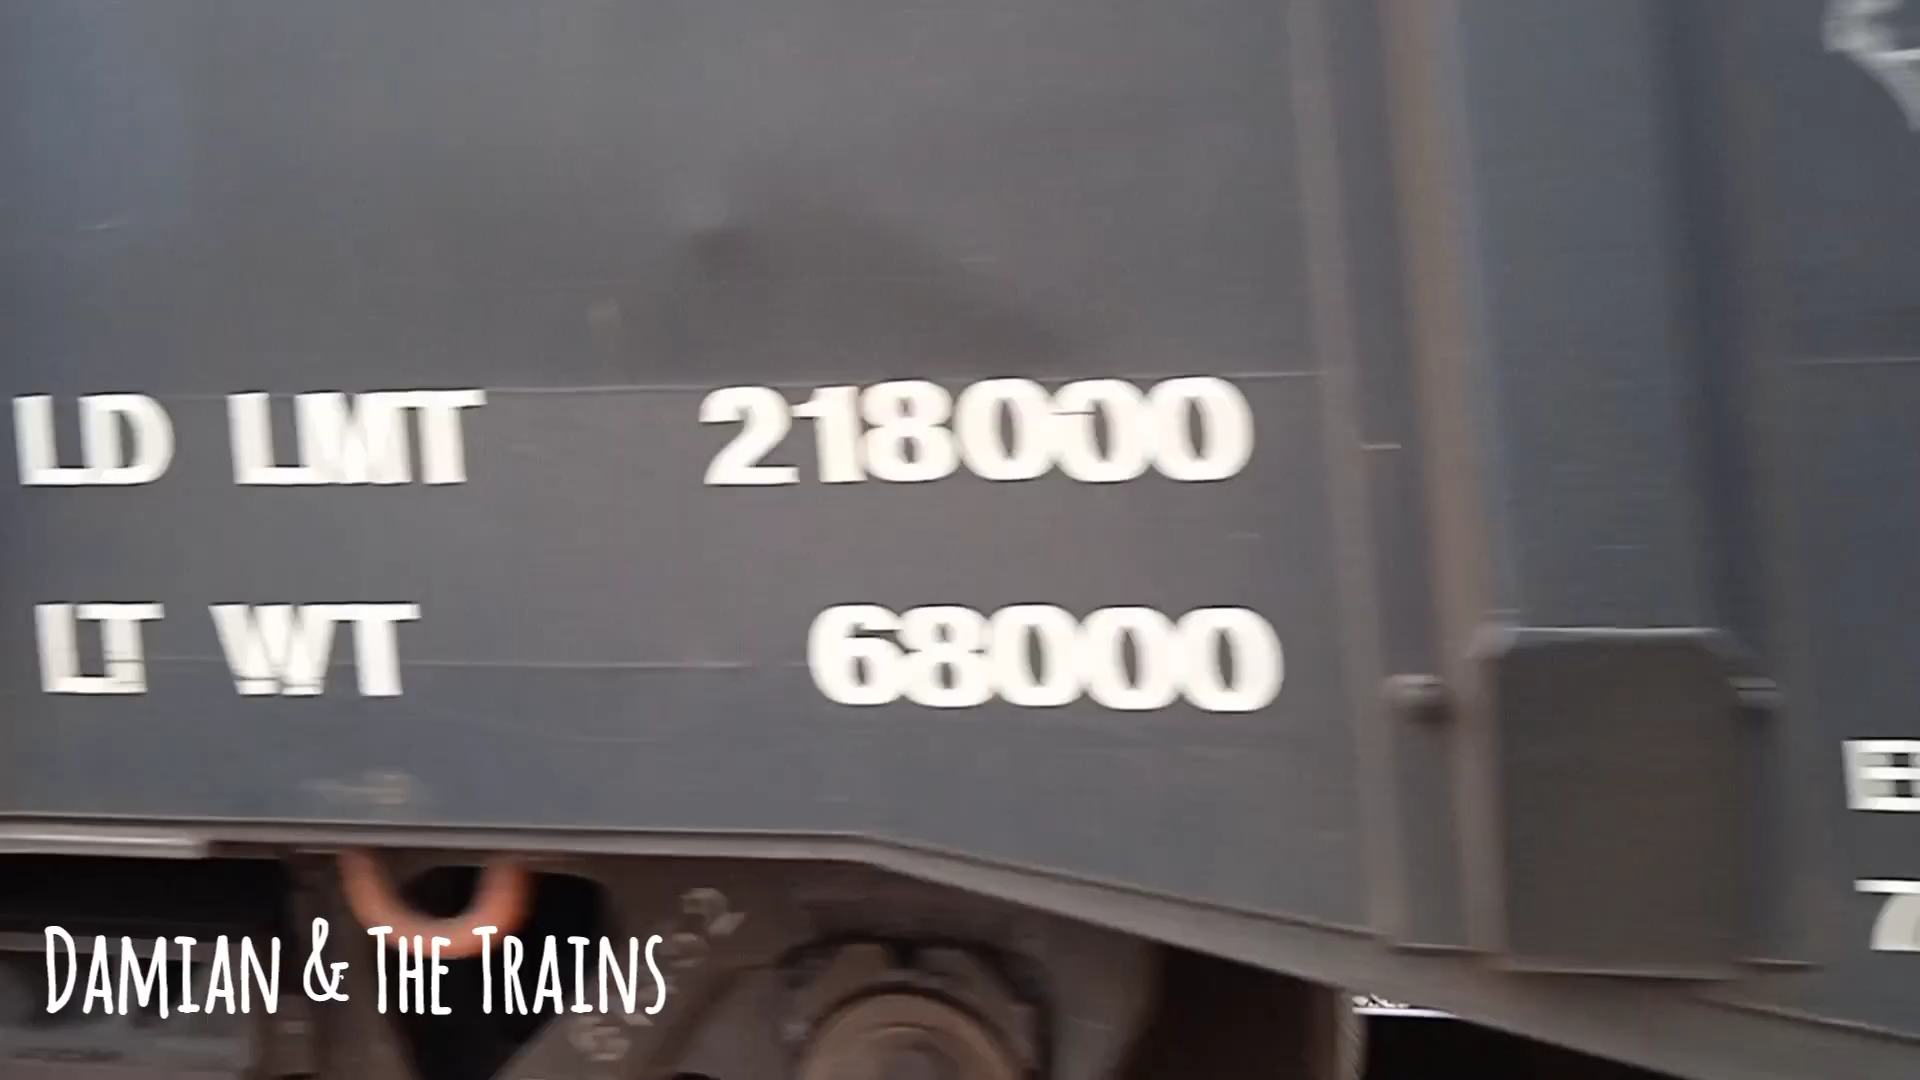 LD LMT 218000
LT WT 68000
DAMIAN & THE TRAINS